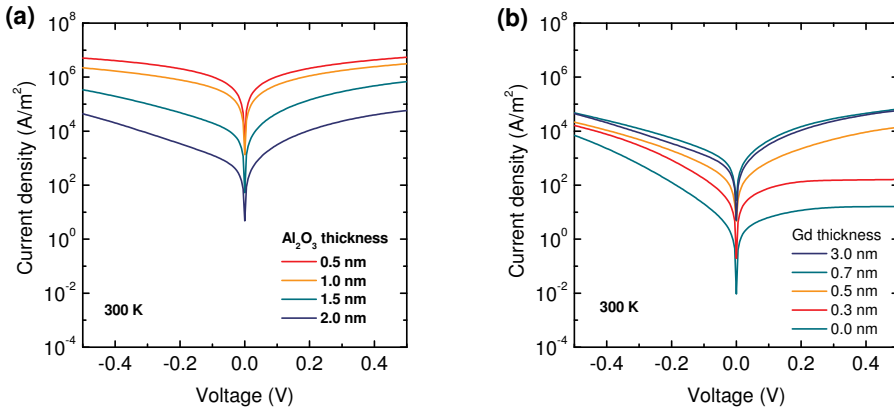 (a)
10^8
10^6
10^4
10^2
10^0
10^-2
10^-4
Current density (A/m^2)
Al2O3 thickness
0.5 nm
1.0 nm
1.5 nm
2.0 nm
300 K
-0.4 -0.2 0.0 0.2 0.4
Voltage (V)
(b)
10^8
10^6
10^4
10^2
10^0
10^-2
10^-4
Current density (A/m^2)
Gd thickness
3.0 nm
0.7 nm
0.5 nm
0.3 nm
0.0 nm
300 K
-0.4 -0.2 0.0 0.2 0.4
Voltage (V)